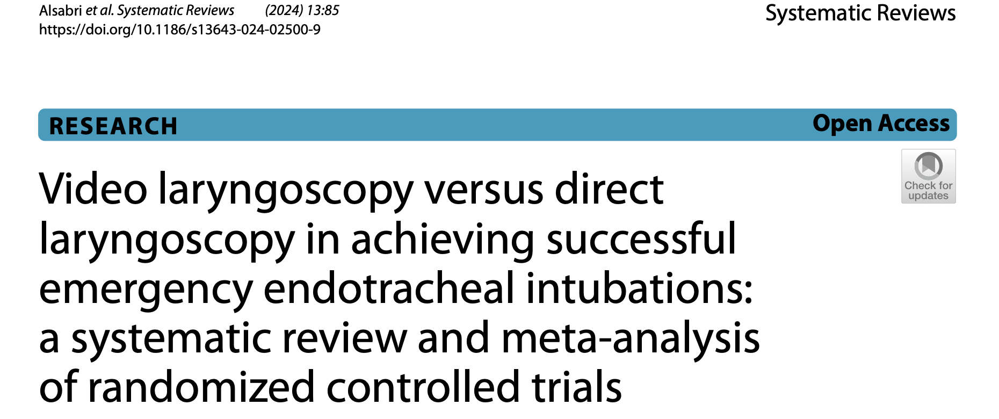 Alsabri et al. Systematic Reviews (2024) 13:85
https://doi.org/10.1186/s13643-024-02500-9
Systematic Reviews
RESEARCH
Open Access
Check for
updates
Video laryngoscopy versus direct
laryngoscopy in achieving successful
emergency endotracheal intubations:
a systematic review and meta-analysis
of randomized controlled trials